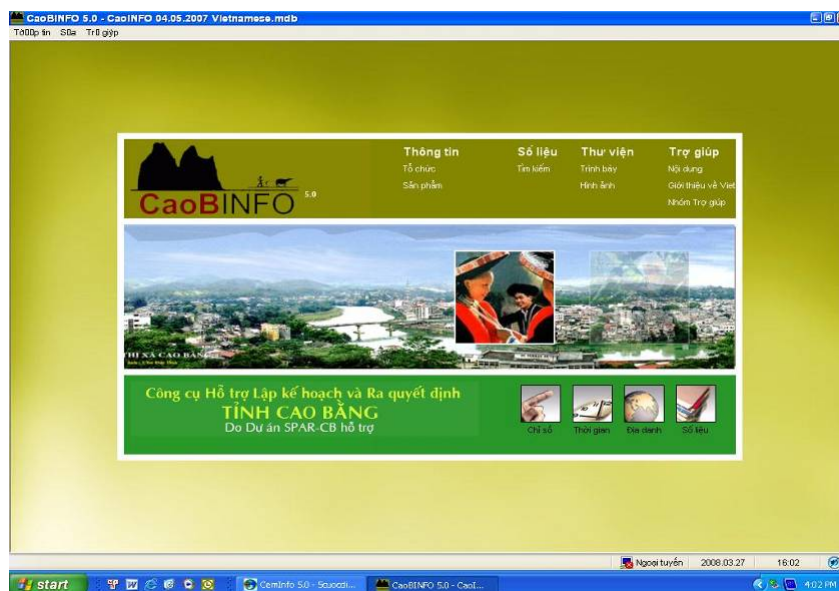 CaoBINFO 5.0 - CaoINFO 04.05.2007 Vietnamese.mdb
Sửa Trợ giúp
Thông tin Số liệu Thư viện Trợ giúp
Tổ chức Tìm kiếm Trình bày Nội dung
Sản phẩm Hình ảnh Giới thiệu về Viet
Nhóm Trợ giúp
CaoBINFO 5.0
THỊ XÃ CAO BẰNG
Công cụ Hỗ trợ Lập kế hoạch và Ra quyết định
TỈNH CAO BẰNG
Do Dự án SPAR-CB hỗ trợ
Chỉ số Thời gian Địa danh Số liệu
Ngoại tuyến 2008.03.27 16:02
start CemInfo 5.0 - CaoBINFO 5.0 - CaoI... 4:02 PM